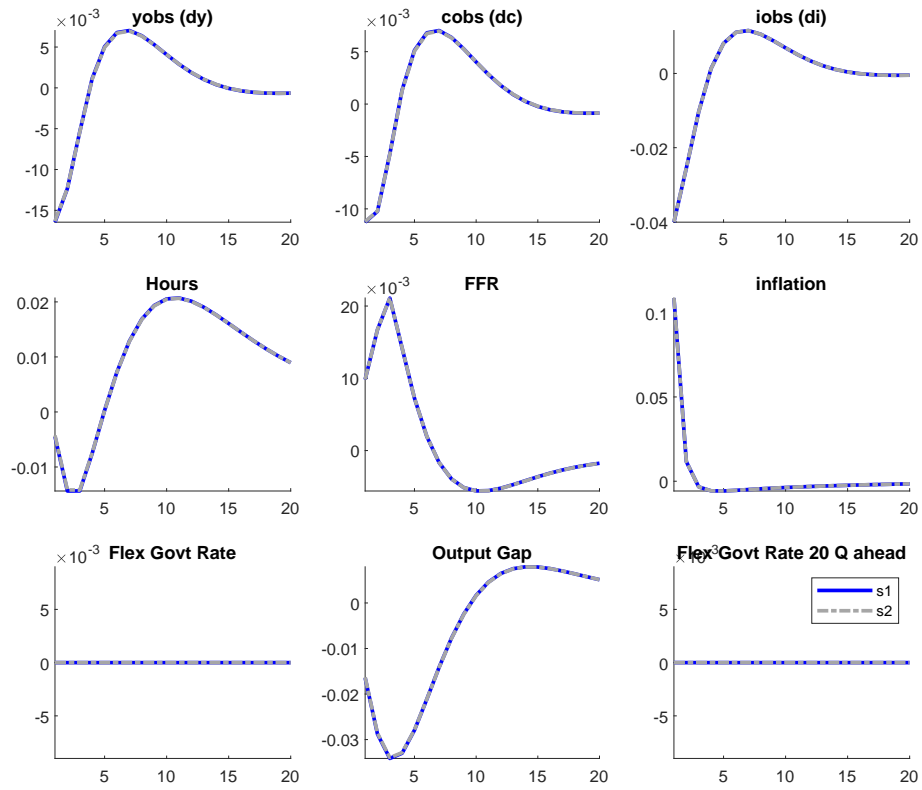 yobs (dy)
×10⁻³
5
0
-5
-10
-15
5 10 15 20
cobs (dc)
×10⁻³
5
0
-5
-10
5 10 15 20
iobs (di)
0
-0.02
-0.04
5 10 15 20
Hours
0.02
0.01
0
-0.01
5 10 15 20
FFR
×10⁻³
20
10
0
5 10 15 20
inflation
0.1
0.05
0
5 10 15 20
Flex Govt Rate
×10⁻³
5
0
-5
5 10 15 20
Output Gap
0
-0.01
-0.02
-0.03
5 10 15 20
Flex Govt Rate 20 Q ahead
×10⁻³
5
0
-5
5 10 15 20
s1
s2